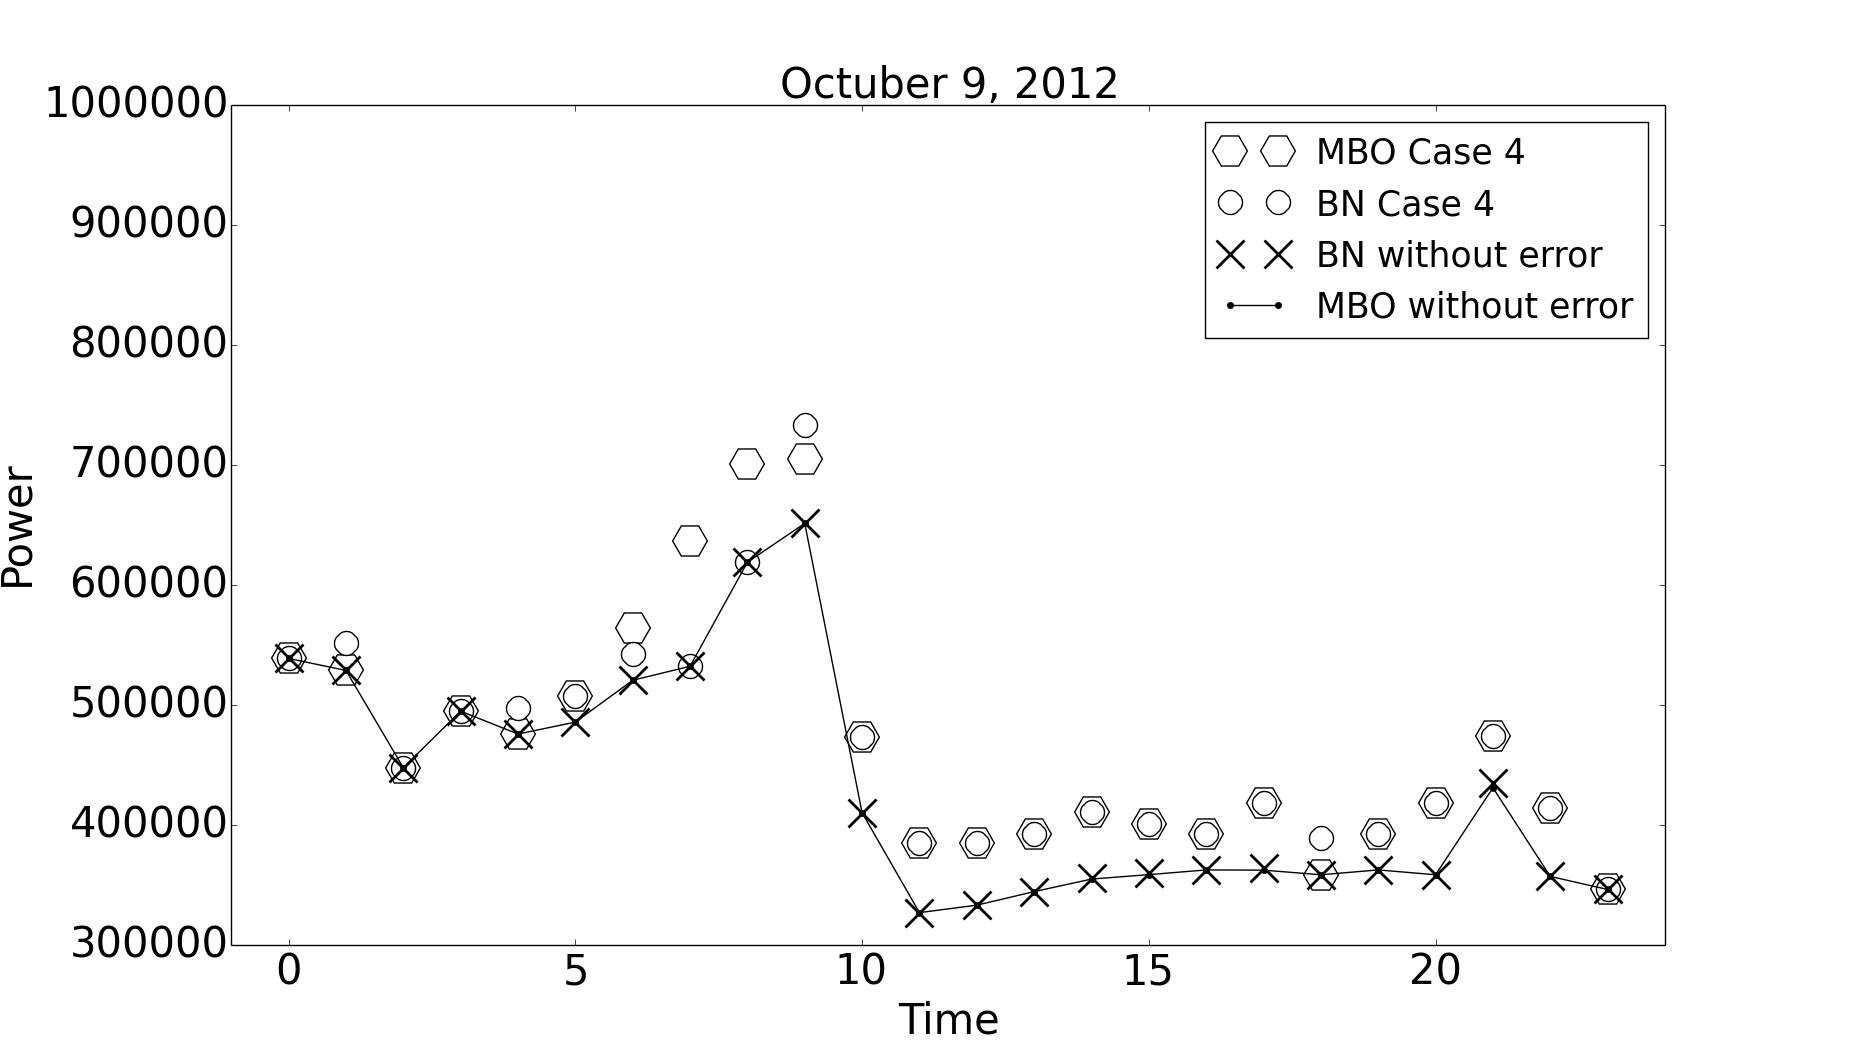 Octuber 9, 2012
1000000
900000
800000
700000
600000
500000
400000
300000
Power
MBO Case 4
BN Case 4
BN without error
MBO without error
0 5 10 15 20
Time